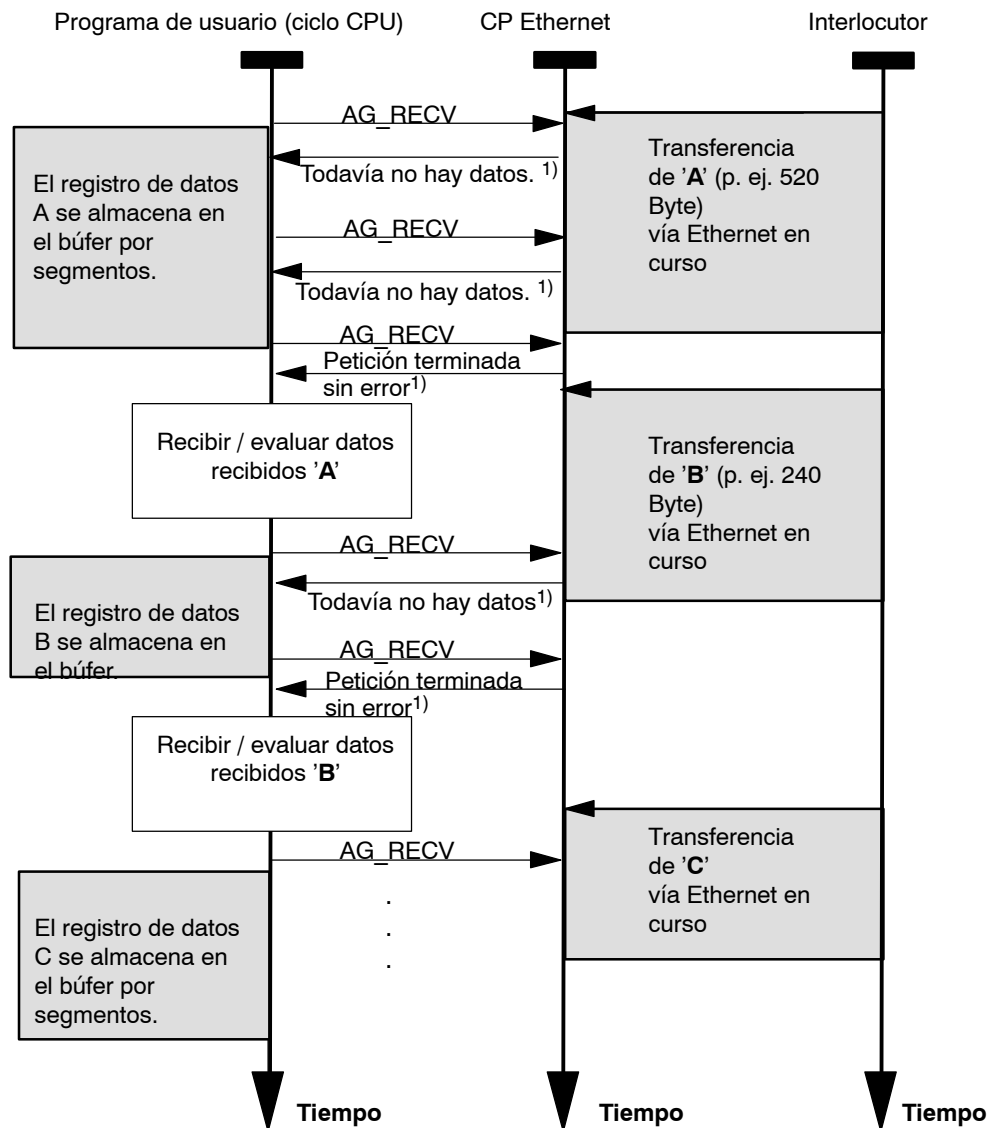 Programa de usuario (ciclo CPU)
CP Ethernet
Interlocutor
AG_RECV
Todavía no hay datos. 1)
El registro de datos
A se almacena en
el búfer por
segmentos.
Transferencia
de ’A’ (p. ej. 520
Byte)
vía Ethernet en
curso
AG_RECV
Todavía no hay datos. 1)
AG_RECV
Petición terminada
sin error1)
Recibir / evaluar datos
recibidos ’A’
Transferencia
de ’B’ (p. ej. 240
Byte)
vía Ethernet en
curso
AG_RECV
Todavía no hay datos1)
El registro de datos
B se almacena en
el búfer.
AG_RECV
Petición terminada
sin error1)
Recibir / evaluar datos
recibidos ’B’
AG_RECV
.
.
.
Transferencia
de ’C’
vía Ethernet en
curso
El registro de datos
C se almacena en
el búfer por
segmentos.
Tiempo
Tiempo
Tiempo